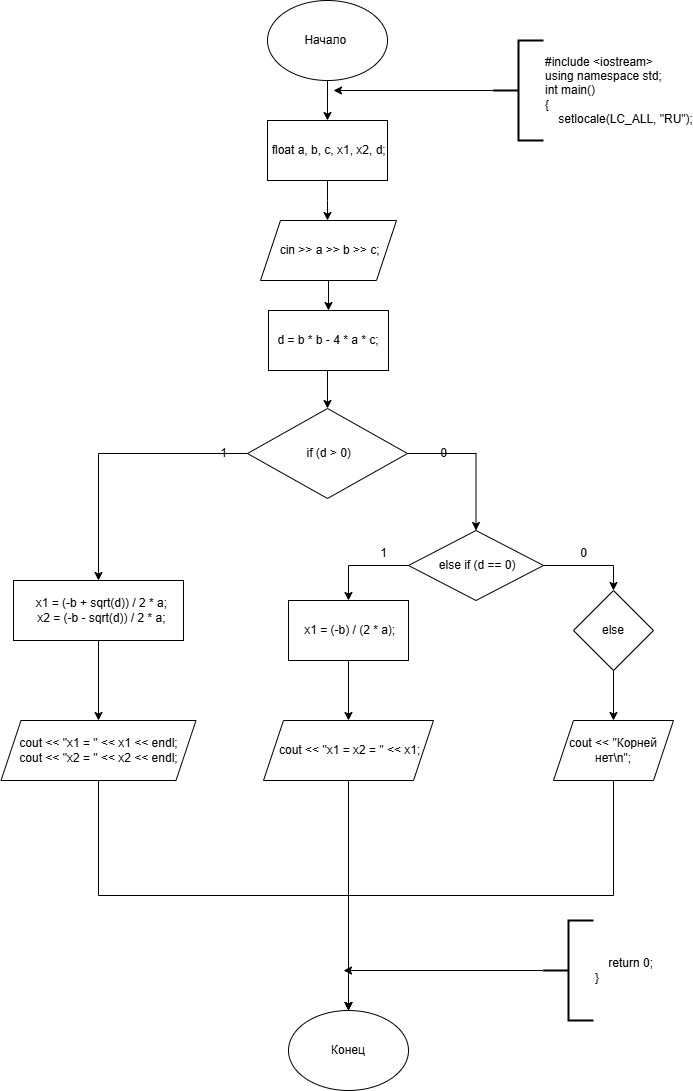 Начало
#include <iostream>
using namespace std;
int main()
{
setlocale(LC_ALL, "RU");
float a, b, c, x1, x2, d;
cin >> a >> b >> c;
d = b * b - 4 * a * c;
if (d > 0)
1
0
else if (d == 0)
1
0
x1 = (-b + sqrt(d)) / 2 * a;
x2 = (-b - sqrt(d)) / 2 * a;
x1 = (-b) / (2 * a);
else
cout << "x1 = " << x1 << endl;
cout << "x2 = " << x2 << endl;
cout << "x1 = x2 = " << x1;
cout << "Корней
нет\n";
return 0;
}
Конец